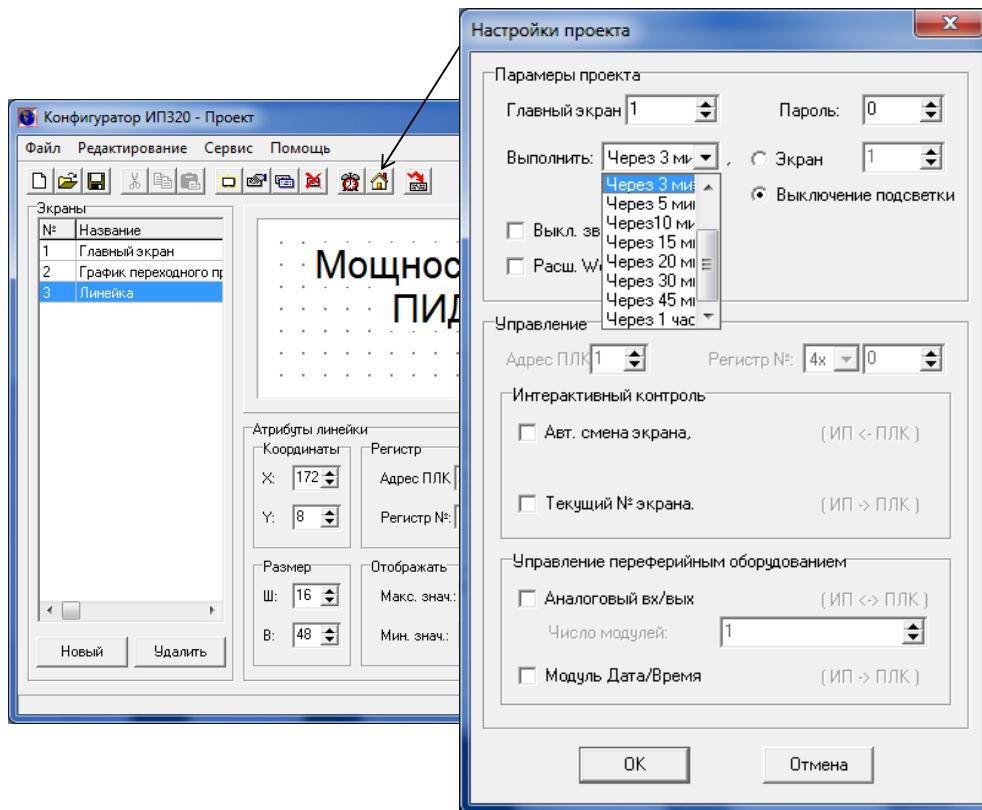 Конфигуратор ИП320 - Проект
Файл Редактирование Сервис Помощь
Экраны
№ Название
1 Главный экран
2 График переходного пр
3 Линейка
Новый Удалить
Мощнос
ПИД
Атрибуты линейки
Координаты
X: 172
Y: 8
Регистр
Адрес ПЛК
Регистр №:
Размер
Ш: 16
В: 48
Отображать
Макс. знач.:
Мин. знач.:
Настройки проекта
Парамеры проекта
Главный экран 1 Пароль: 0
Выполнить: Через 3 ми , Экран 1
Выключение подсветки
Через 3 ми
Через 5 ми
Через10 ми
Через 15 м
Через 20 м
Через 30 м
Через 45 м
Через 1 час
Выкл. зв
Расш. W
Управление
Адрес ПЛК 1 Регистр №: 4x 0
Интерактивный контроль
Авт. смена экрана, ( ИП <- ПЛК )
Текущий № экрана. ( ИП -> ПЛК )
Управление переферийным оборудованием
Аналоговый вх/вых ( ИП <-> ПЛК )
Число модулей: 1
Модуль Дата/Время ( ИП -> ПЛК )
OK Отмена